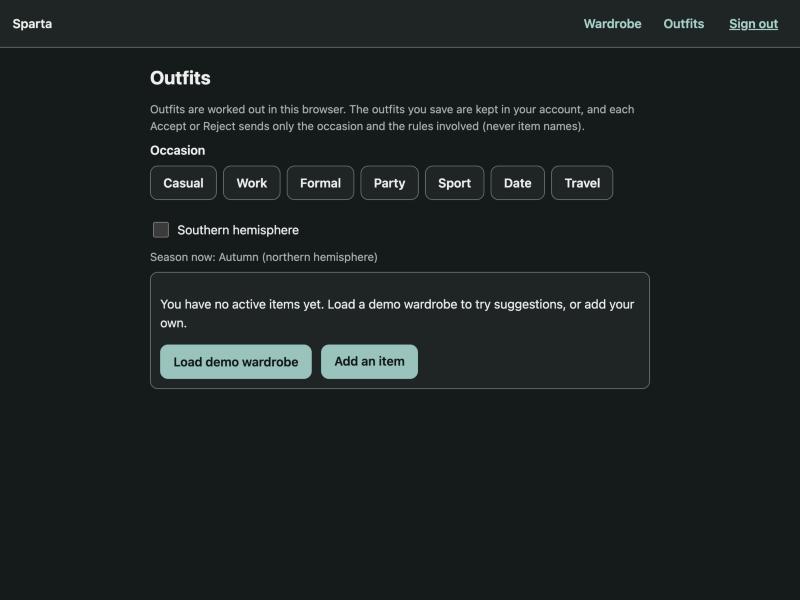 Sparta
Wardrobe
Outfits
Sign out
Outfits
Outfits are worked out in this browser. The outfits you save are kept in your account, and each
Accept or Reject sends only the occasion and the rules involved (never item names).
Occasion
Casual
Work
Formal
Party
Sport
Date
Travel
Southern hemisphere
Season now: Autumn (northern hemisphere)
You have no active items yet. Load a demo wardrobe to try suggestions, or add your
own.
Load demo wardrobe
Add an item